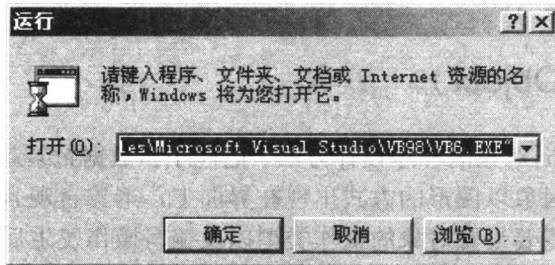 运行
请键入程序、文件夹、文档或 Internet 资源的名
称，Windows 将为您打开它。
打开(O):
les\Microsoft Visual Studio\VB98\VB6.EXE"
确定
取消
浏览(B)...